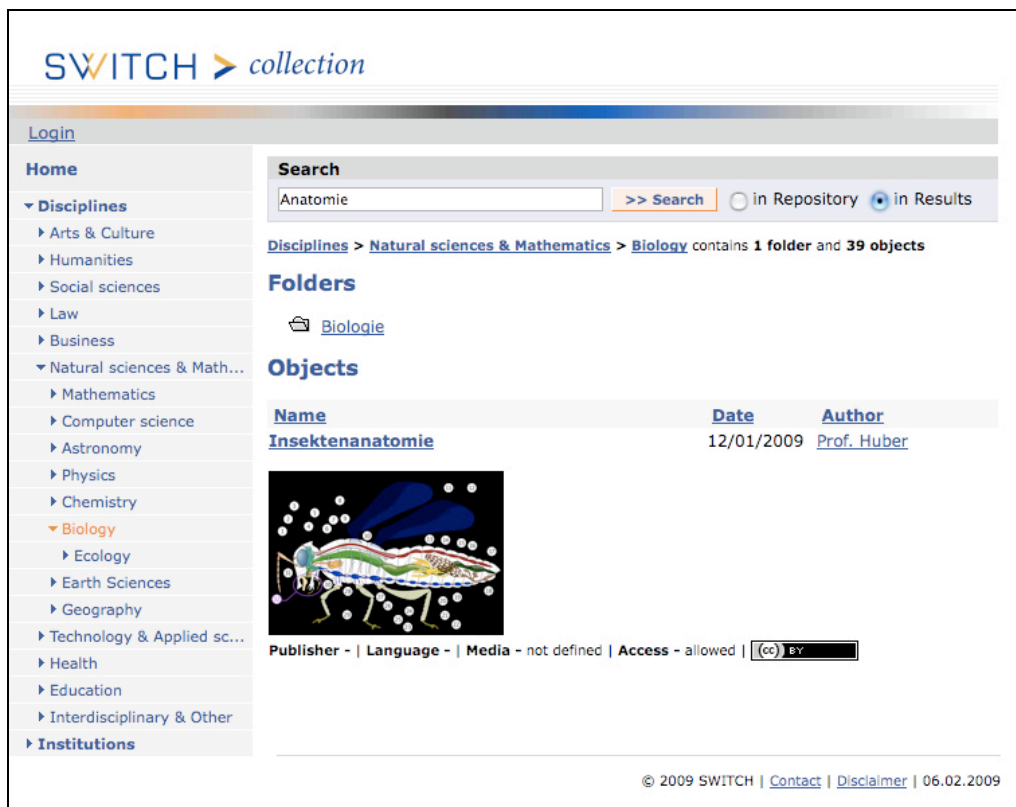 SWITCH > collection
Login
Home
Disciplines
Arts & Culture
Humanities
Social sciences
Law
Business
Natural sciences & Math...
Mathematics
Computer science
Astronomy
Physics
Chemistry
Biology
Ecology
Earth Sciences
Geography
Technology & Applied sc...
Health
Education
Interdisciplinary & Other
Institutions
Search
Anatomie >> Search in Repository in Results
Disciplines > Natural sciences & Mathematics > Biology contains 1 folder and 39 objects
Folders
Biologie
Objects
Name Date Author
Insektenanatomie 12/01/2009 Prof. Huber
Publisher - | Language - | Media - not defined | Access - allowed | (cc) BY
© 2009 SWITCH | Contact | Disclaimer | 06.02.2009